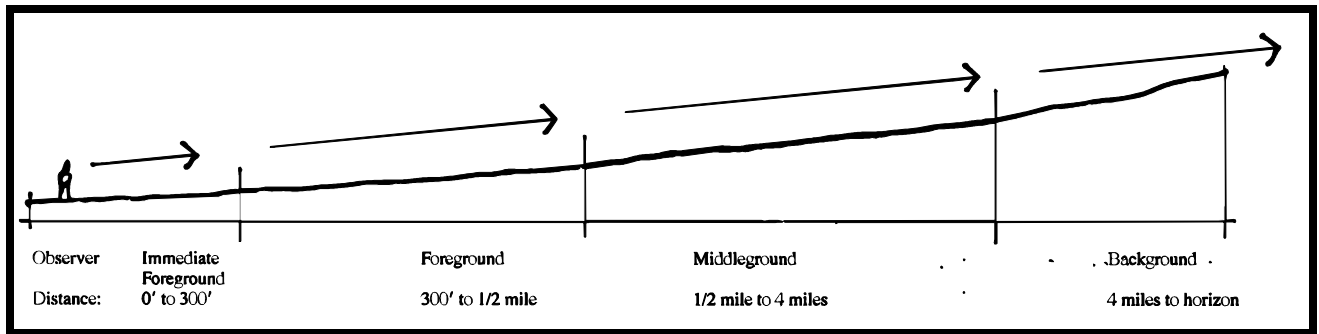 Observer Immediate Foreground Middleground Background
Foreground
Distance: 0' to 300' 300' to 1/2 mile 1/2 mile to 4 miles 4 miles to horizon